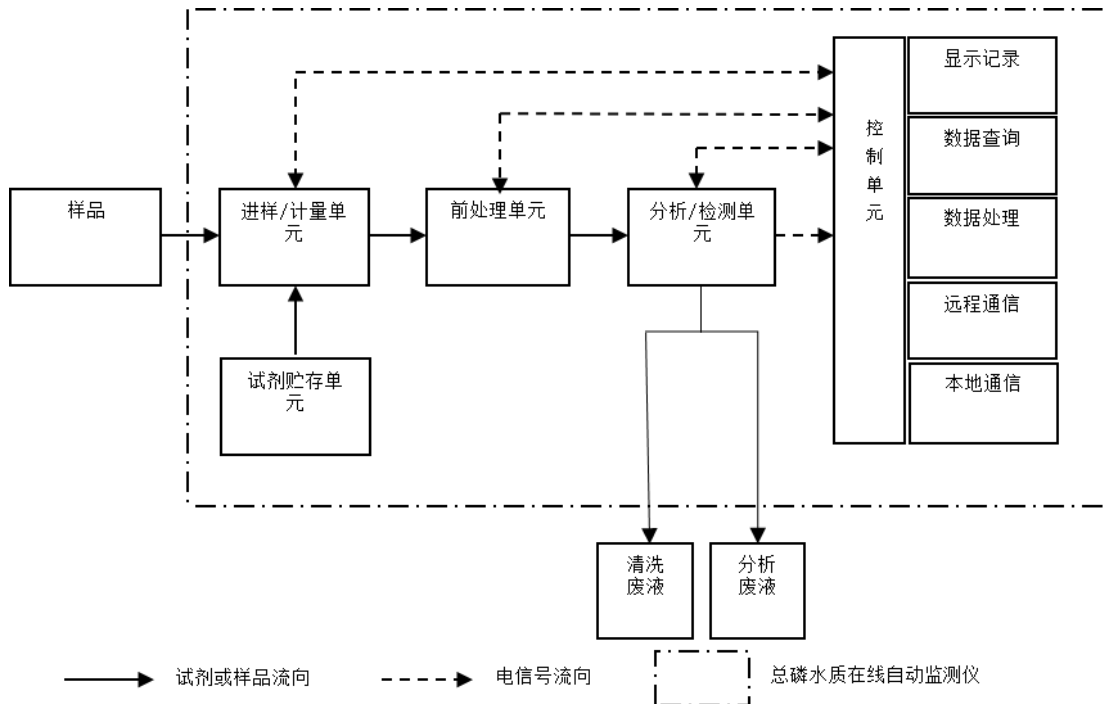 显示记录
数据查询
数据处理
远程通信
本地通信
控
制
单
元
样品
进样/计量单
元
前处理单元
分析/检测单
元
试剂贮存单
元
清洗
废液
分析
废液
试剂或样品流向
电信号流向
总磷水质在线自动监测仪